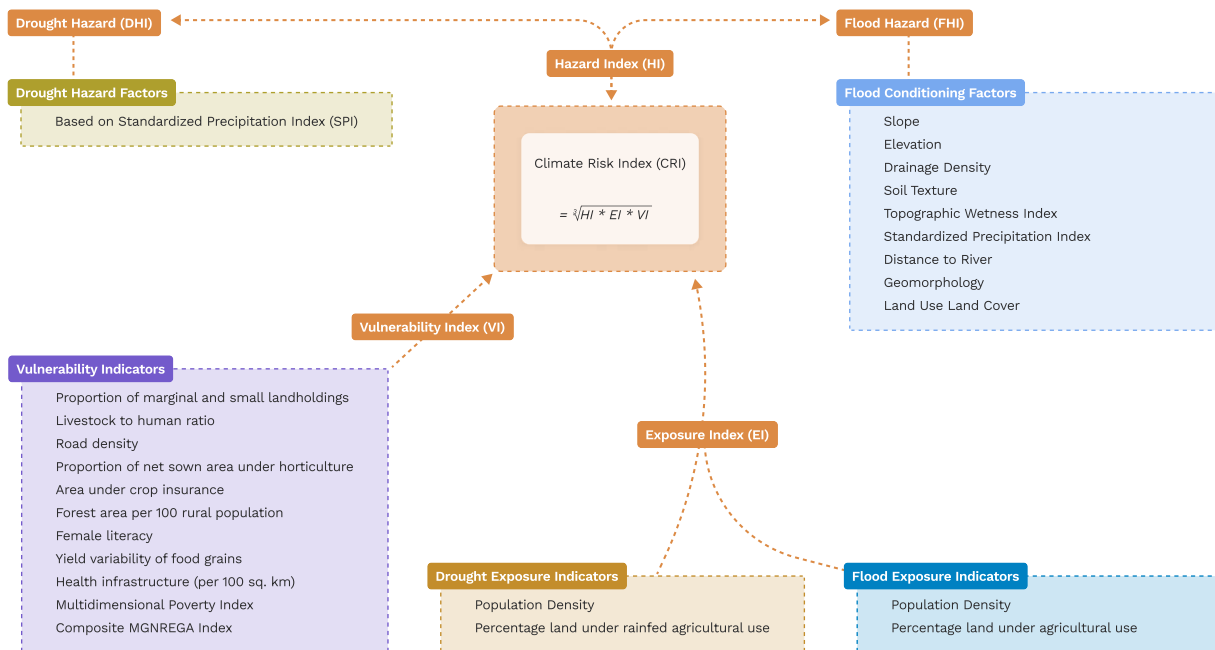 Drought Hazard (DHI)
Flood Hazard (FHI)
Hazard Index (HI)
Drought Hazard Factors
Based on Standardized Precipitation Index (SPI)
Flood Conditioning Factors
Slope
Elevation
Drainage Density
Soil Texture
Topographic Wetness Index
Standardized Precipitation Index
Distance to River
Geomorphology
Land Use Land Cover
Climate Risk Index (CRI)
= ∛HI * EI * VI
Vulnerability Index (VI)
Vulnerability Indicators
Proportion of marginal and small landholdings
Livestock to human ratio
Road density
Proportion of net sown area under horticulture
Area under crop insurance
Forest area per 100 rural population
Female literacy
Yield variability of food grains
Health infrastructure (per 100 sq. km)
Multidimensional Poverty Index
Composite MGNREGA Index
Exposure Index (EI)
Drought Exposure Indicators
Population Density
Percentage land under rainfed agricultural use
Flood Exposure Indicators
Population Density
Percentage land under agricultural use